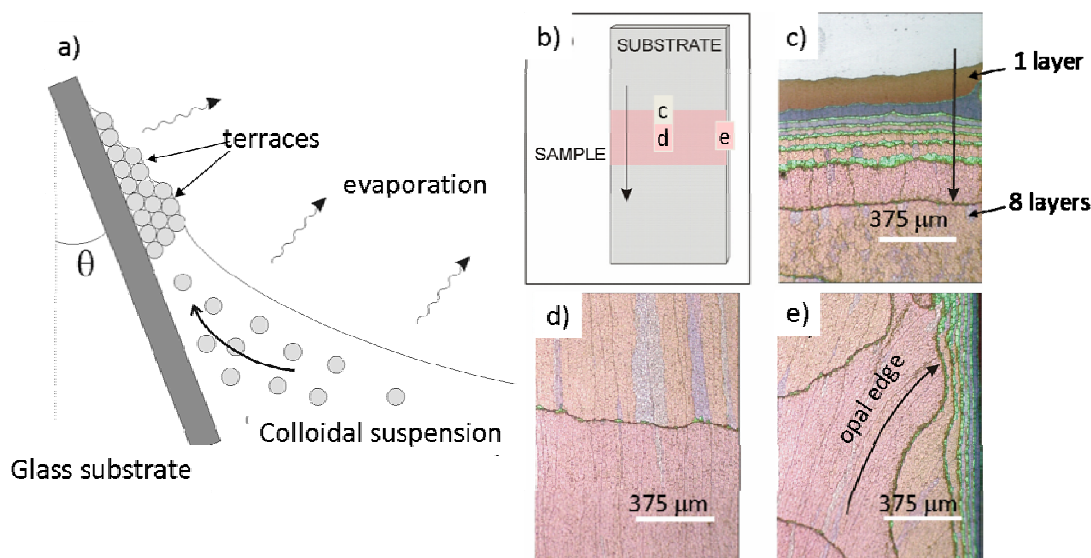 a)
terraces
evaporation
θ
Colloidal suspension
Glass substrate
b)
SUBSTRATE
c
d
e
SAMPLE
c)
1 layer
8 layers
375 μm
d)
375 μm
e)
opal edge
375 μm